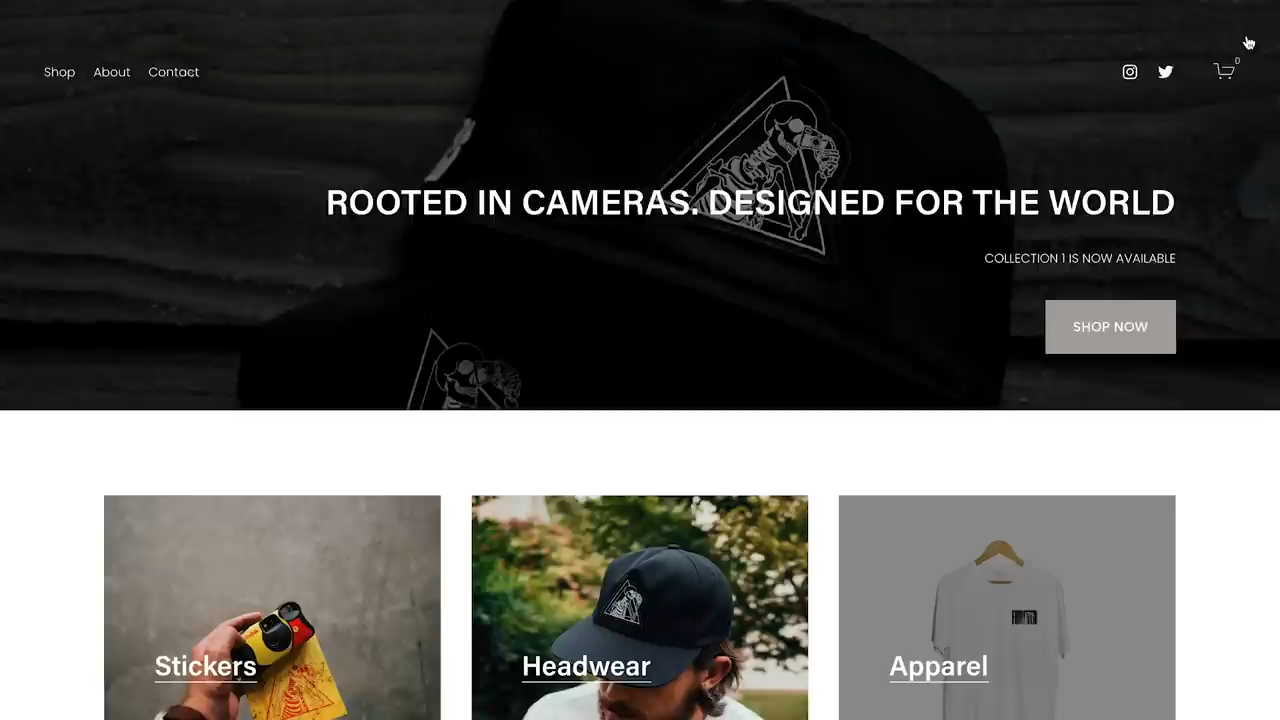 Shop About Contact
0
ROOTED IN CAMERAS. DESIGNED FOR THE WORLD
COLLECTION 1 IS NOW AVAILABLE
SHOP NOW
Stickers
Headwear
Apparel